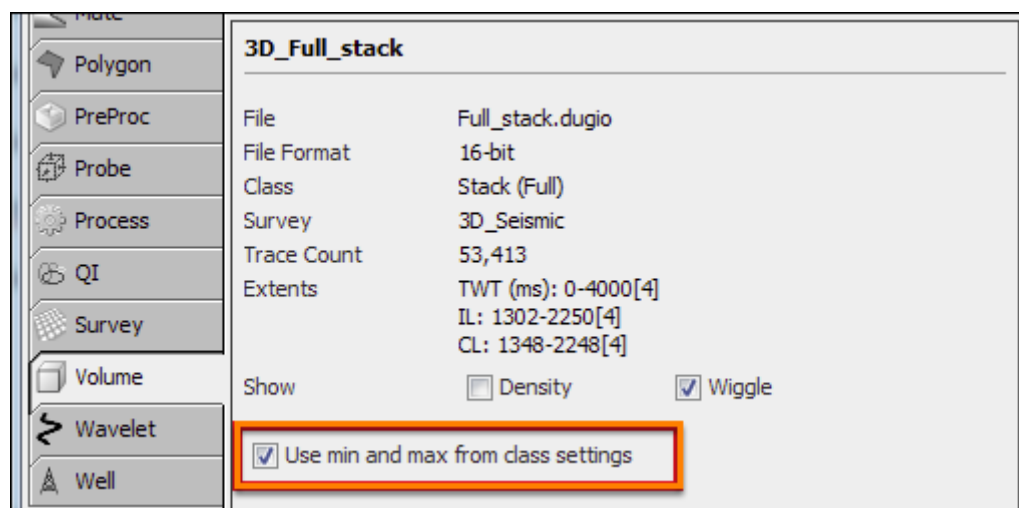 Polygon
PreProc
Probe
Process
QI
Survey
Volume
Wavelet
Well
3D_Full_stack
File Full_stack.dugio
File Format 16-bit
Class Stack (Full)
Survey 3D_Seismic
Trace Count 53,413
Extents TWT (ms): 0-4000[4]
IL: 1302-2250[4]
CL: 1348-2248[4]
Show Density Wiggle
Use min and max from class settings